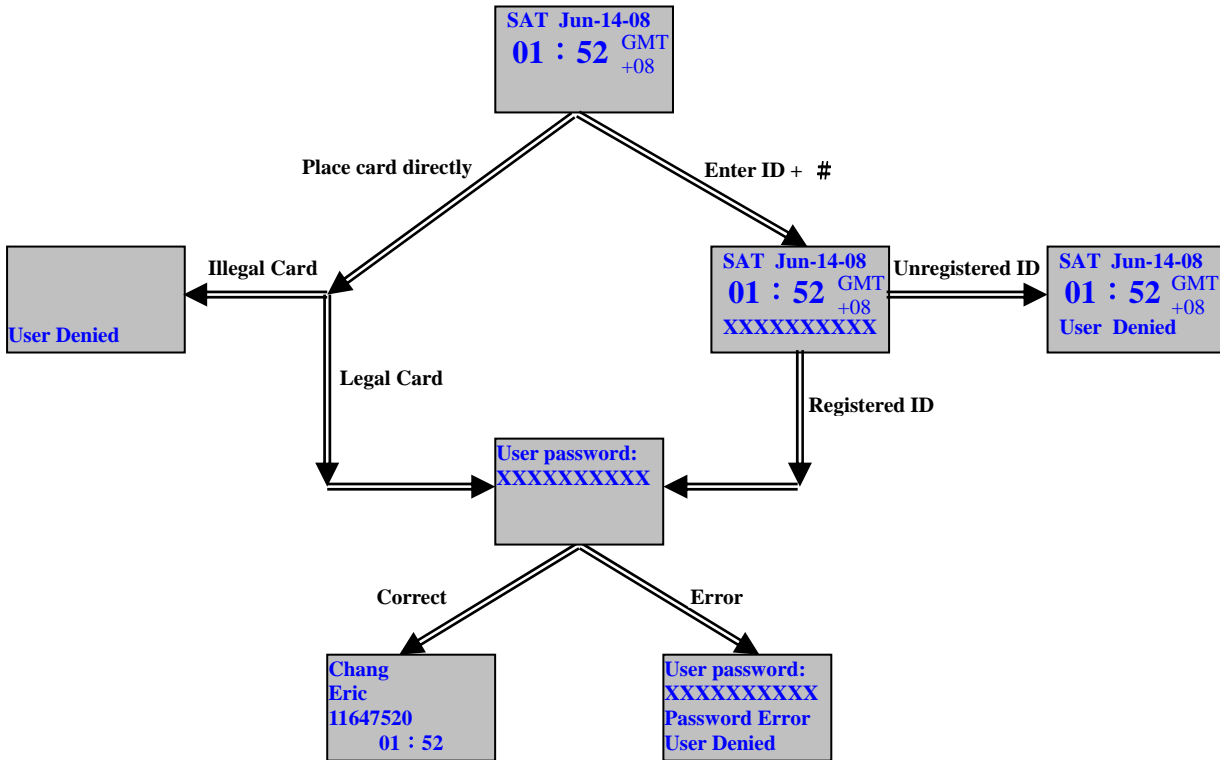 SAT Jun-14-08
01 : 52 GMT
+08
Place card directly
Enter ID + #
Illegal Card
User Denied
SAT Jun-14-08
01 : 52 GMT
+08
XXXXXXXXXX
Unregistered ID
SAT Jun-14-08
01 : 52 GMT
+08
User Denied
Legal Card
Registered ID
User password:
XXXXXXXXXX
Correct
Error
Chang
Eric
11647520
01 : 52
User password:
XXXXXXXXXX
Password Error
User Denied